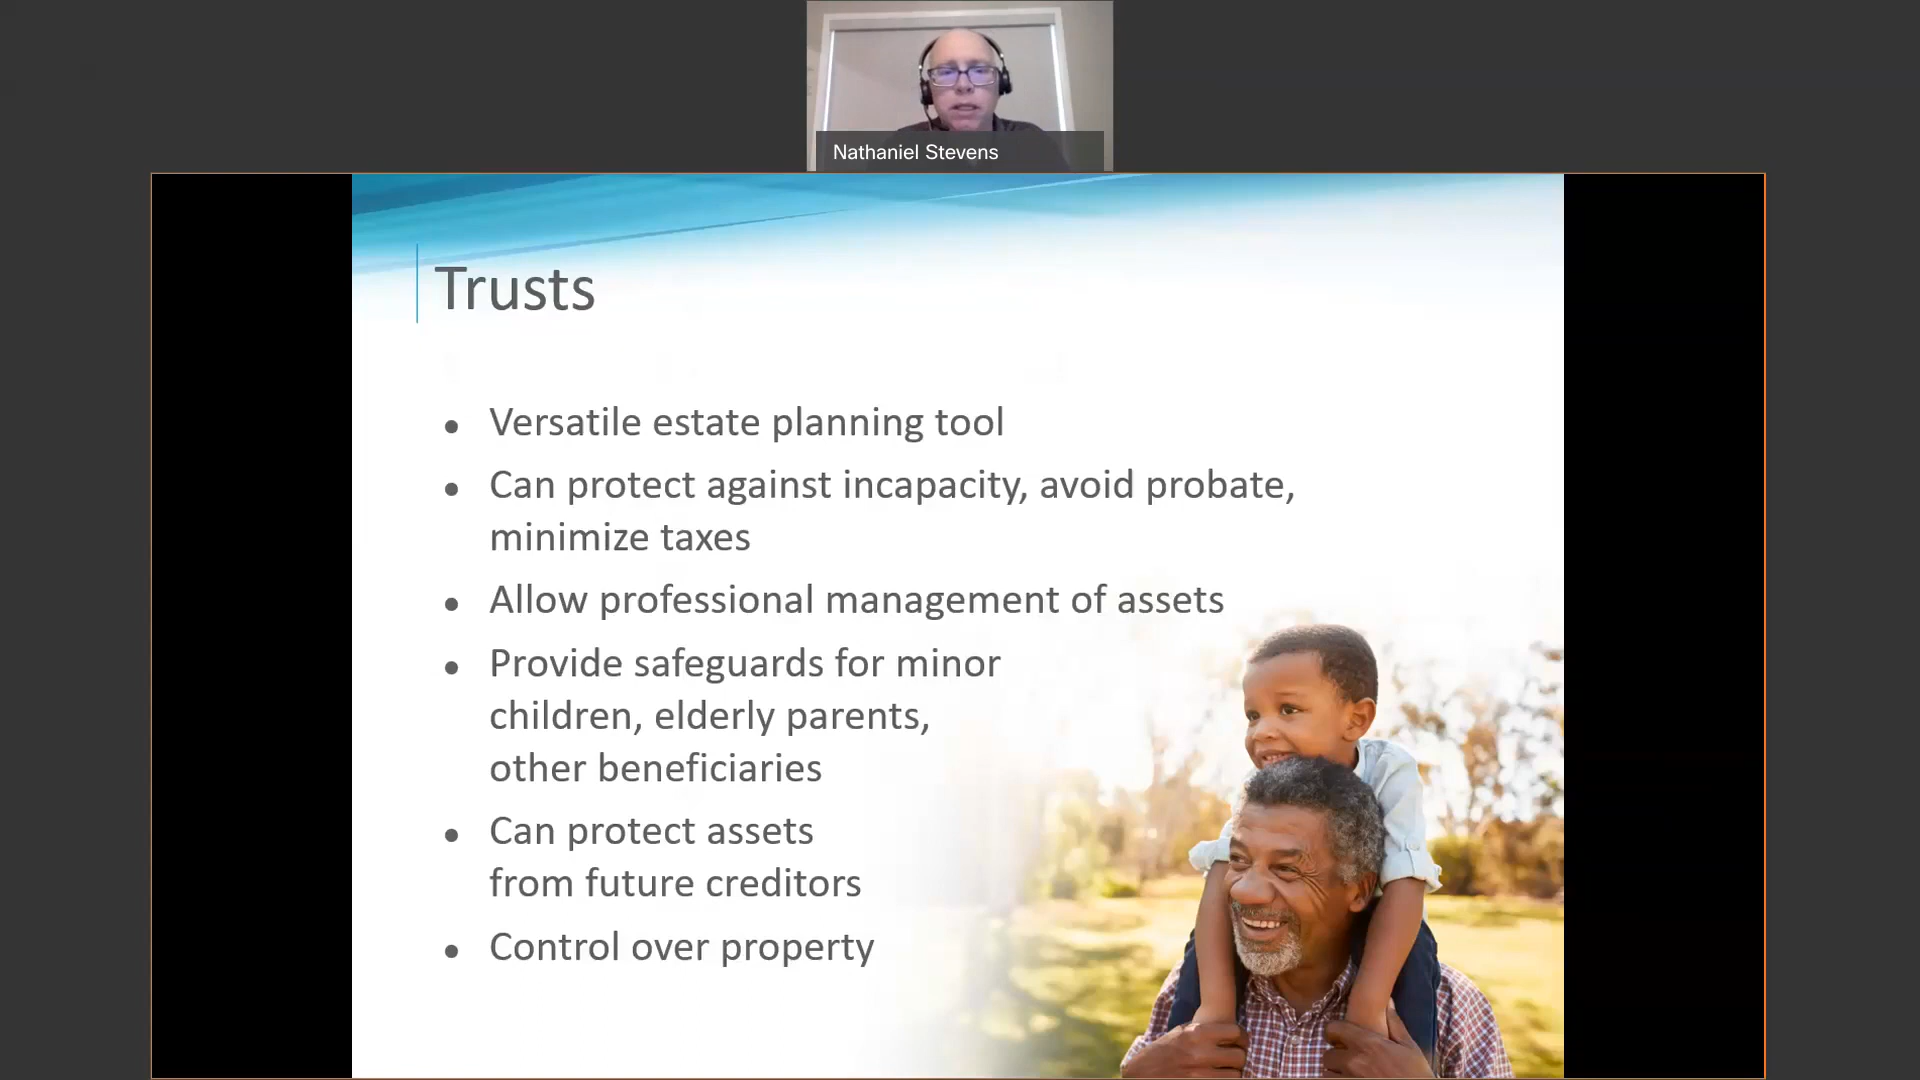 Nathaniel Stevens
Trusts
• Versatile estate planning tool
• Can protect against incapacity, avoid probate,
minimize taxes
• Allow professional management of assets
• Provide safeguards for minor
children, elderly parents,
other beneficiaries
• Can protect assets
from future creditors
• Control over property